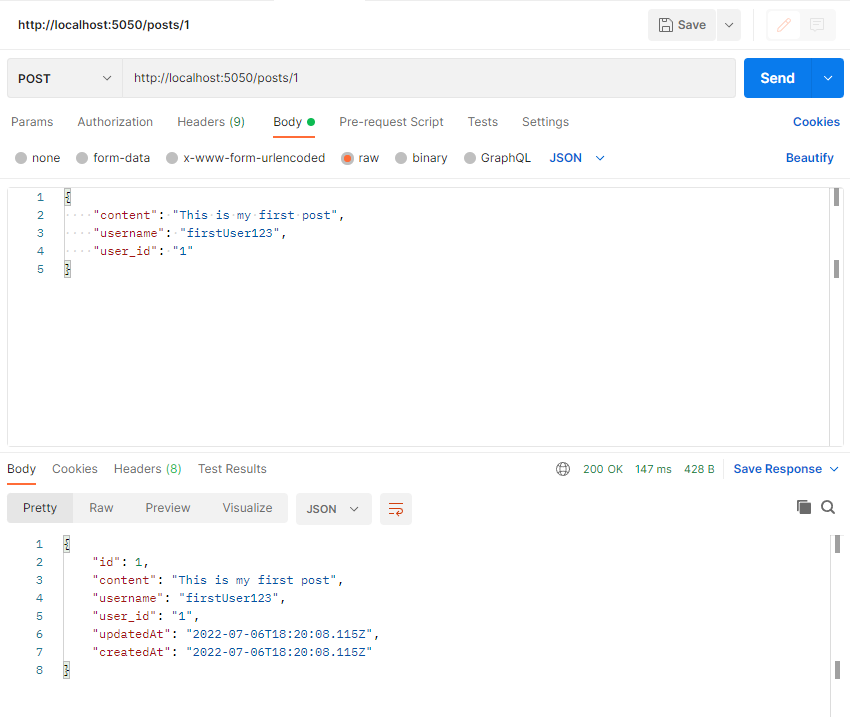 http://localhost:5050/posts/1
Save
POST http://localhost:5050/posts/1 Send
Params Authorization Headers (9) Body Pre-request Script Tests Settings Cookies
none form-data x-www-form-urlencoded raw binary GraphQL JSON Beautify
1 {
2 "content": "This is my first post",
3 "username": "firstUser123",
4 "user_id": "1"
5 }
Body Cookies Headers (8) Test Results 200 OK 147 ms 428 B Save Response
Pretty Raw Preview Visualize JSON
1 {
2 "id": 1,
3 "content": "This is my first post",
4 "username": "firstUser123",
5 "user_id": "1",
6 "updatedAt": "2022-07-06T18:20:08.115Z",
7 "createdAt": "2022-07-06T18:20:08.115Z"
8 }